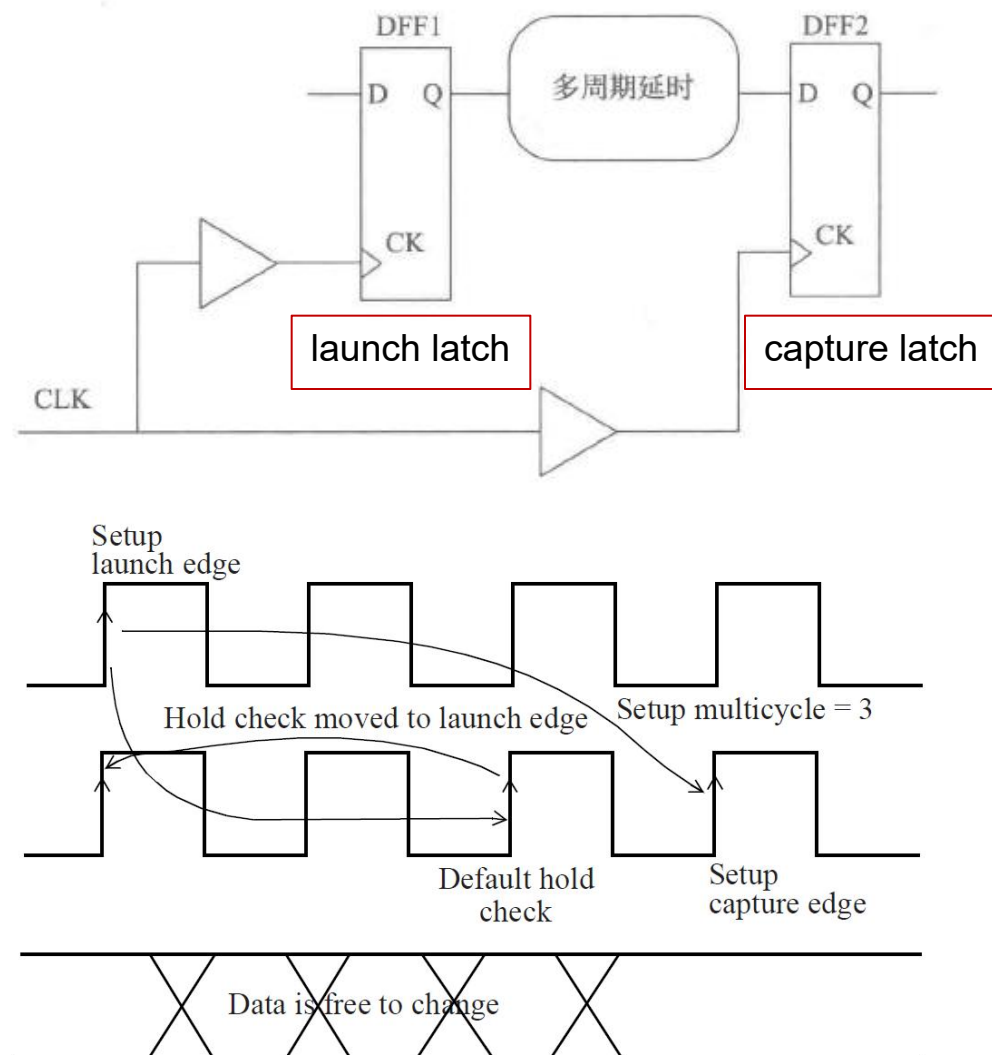 DFF1
DFF2
D Q
多周期延时
D Q
CK
CK
launch latch
capture latch
CLK
Setup
launch edge
Hold check moved to launch edge
Setup multicycle = 3
Default hold
check
Setup
capture edge
Data is free to change